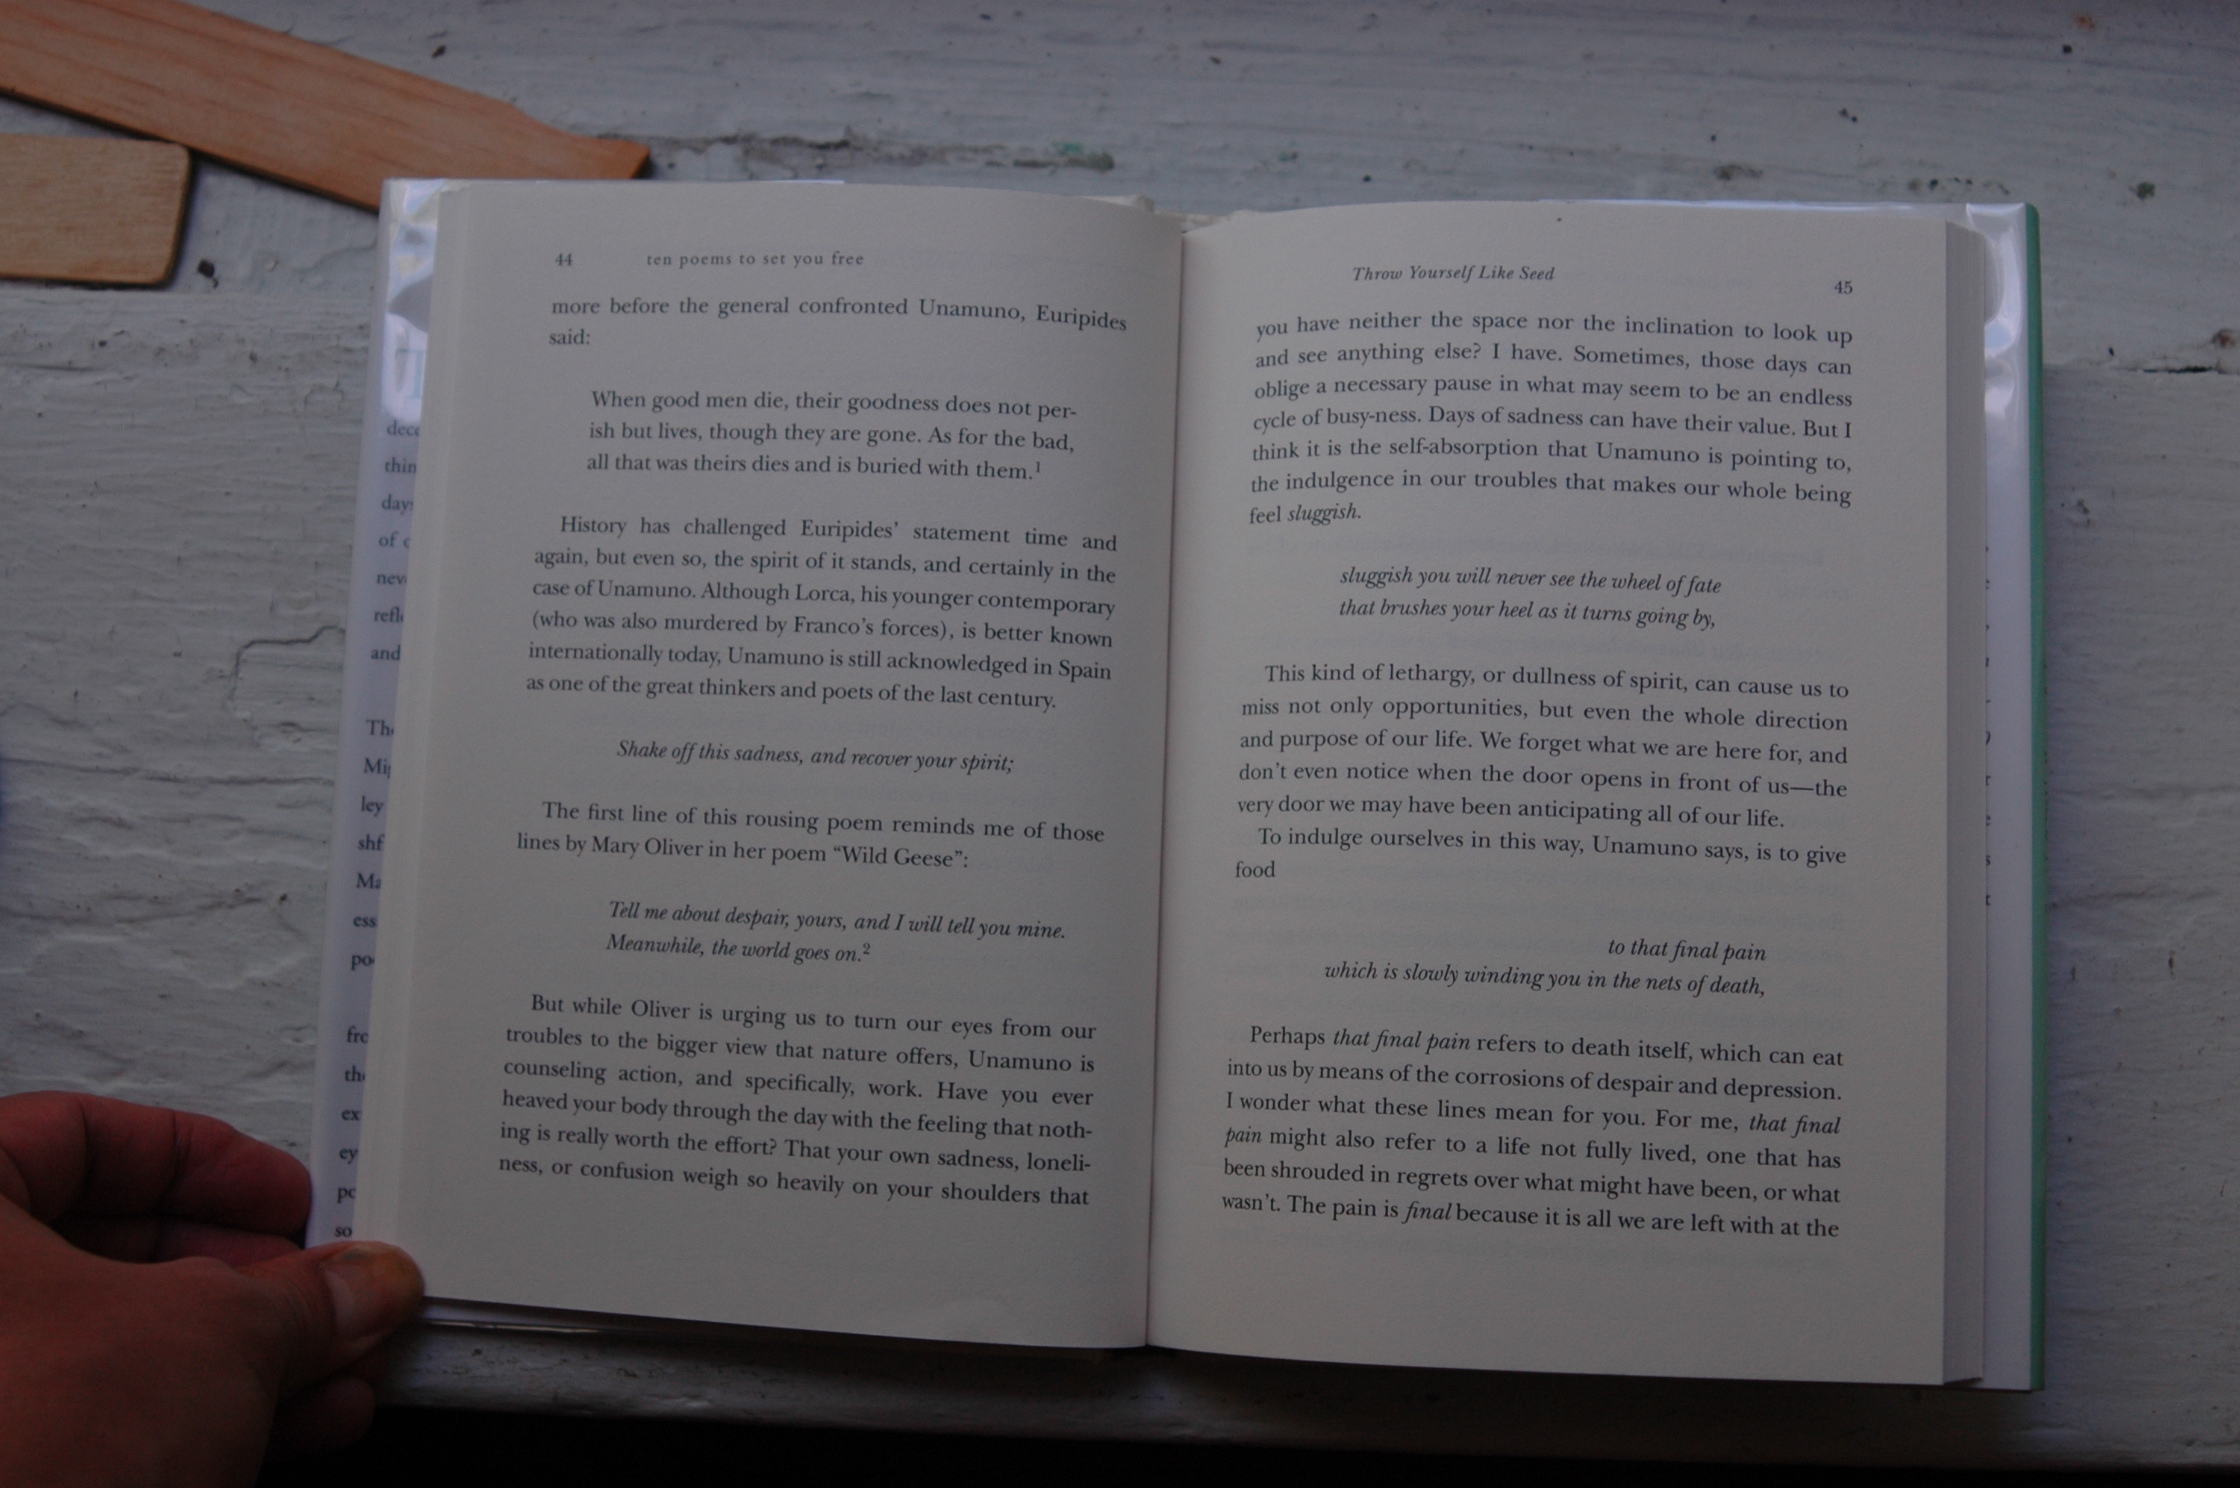 44 ten poems to set you free
more before the general confronted Unamuno, Euripides
said:
When good men die, their goodness does not per-
ish but lives, though they are gone. As for the bad,
all that was theirs dies and is buried with them.1
History has challenged Euripides' statement time and
again, but even so, the spirit of it stands, and certainly in the
case of Unamuno. Although Lorca, his younger contemporary
(who was also murdered by Franco's forces), is better known
internationally today, Unamuno is still acknowledged in Spain
as one of the great thinkers and poets of the last century.
Shake off this sadness, and recover your spirit;
The first line of this rousing poem reminds me of those
lines by Mary Oliver in her poem “Wild Geese”:
Tell me about despair, yours, and I will tell you mine.
Meanwhile, the world goes on.2
But while Oliver is urging us to turn our eyes from our
troubles to the bigger view that nature offers, Unamuno is
counseling action, and specifically, work. Have you ever
heaved your body through the day with the feeling that noth-
ing is really worth the effort? That your own sadness, loneli-
ness, or confusion weigh so heavily on your shoulders that
Throw Yourself Like Seed 45
you have neither the space nor the inclination to look up
and see anything else? I have. Sometimes, those days can
oblige a necessary pause in what may seem to be an endless
cycle of busy-ness. Days of sadness can have their value. But I
think it is the self-absorption that Unamuno is pointing to,
the indulgence in our troubles that makes our whole being
feel sluggish.
sluggish you will never see the wheel of fate
that brushes your heel as it turns going by,
This kind of lethargy, or dullness of spirit, can cause us to
miss not only opportunities, but even the whole direction
and purpose of our life. We forget what we are here for, and
don't even notice when the door opens in front of us—the
very door we may have been anticipating all of our life.
To indulge ourselves in this way, Unamuno says, is to give
food
to that final pain
which is slowly winding you in the nets of death,
Perhaps that final pain refers to death itself, which can eat
into us by means of the corrosions of despair and depression.
I wonder what these lines mean for you. For me, that final
pain might also refer to a life not fully lived, one that has
been shrouded in regrets over what might have been, or what
wasn't. The pain is final because it is all we are left with at the